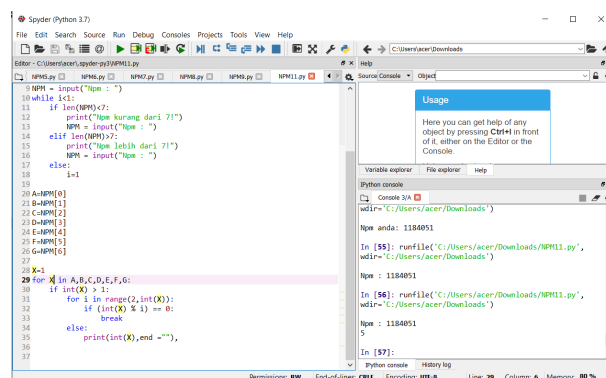 Spyder (Python 3.7)
File Edit Search Source Run Debug Consoles Projects Tools View Help
C:\Users\acer\Downloads
Editor - C:\Users\acer\.spyder-py3\NPM11.py
NPM5.py NPM6.py NPM7.py NPM8.py NPM9.py NPM11.py
9 NPM = input("Npm : ")
10 while i<1:
11 if len(NPM)<7:
12 print("Npm kurang dari 7!")
13 NPM = input("Npm : ")
14 elif len(NPM)>7:
15 print("Npm lebih dari 7!")
16 NPM = input("Npm : ")
17 else:
18 i=1
19
20 A=NPM[0]
21 B=NPM[1]
22 C=NPM[2]
23 D=NPM[3]
24 E=NPM[4]
25 F=NPM[5]
26 G=NPM[6]
27
28 X=1
29 for X in A,B,C,D,E,F,G:
30 if int(X) > 1:
31 for i in range(2,int(X)):
32 if (int(X) % i) == 0:
33 break
34 else:
35 print(int(X),end =""),
36
37
Help
Source Console Object
Usage
Here you can get help of any
object by pressing Ctrl+I in front
of it, either on the Editor or the
Console.
Variable explorer File explorer Help
IPython console
Console 3/A
wdir='C:/Users/acer/Downloads')
Npm anda: 1184051
In [55]: runfile('C:/Users/acer/Downloads/NPM11.py',
wdir='C:/Users/acer/Downloads')
Npm : 1184051
In [56]: runfile('C:/Users/acer/Downloads/NPM11.py',
wdir='C:/Users/acer/Downloads')
Npm : 1184051
5
In [57]:
IPython console History log
Permissions: RW End-of-lines: CRLF Encoding: UTF-8 Line: 29 Column: 6 Memory: 80 %